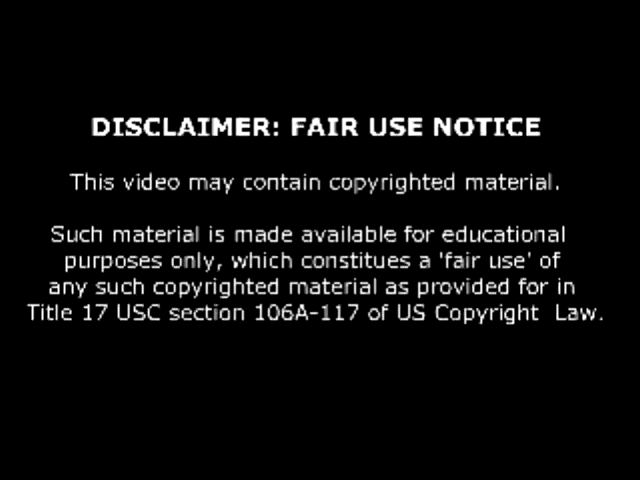 DISCLAIMER: FAIR USE NOTICE
This video may contain copyrighted material.
Such material is made available for educational
purposes only, which constitues a 'fair use' of
any such copyrighted material as provided for in
Title 17 USC section 106A-117 of US Copyright Law.